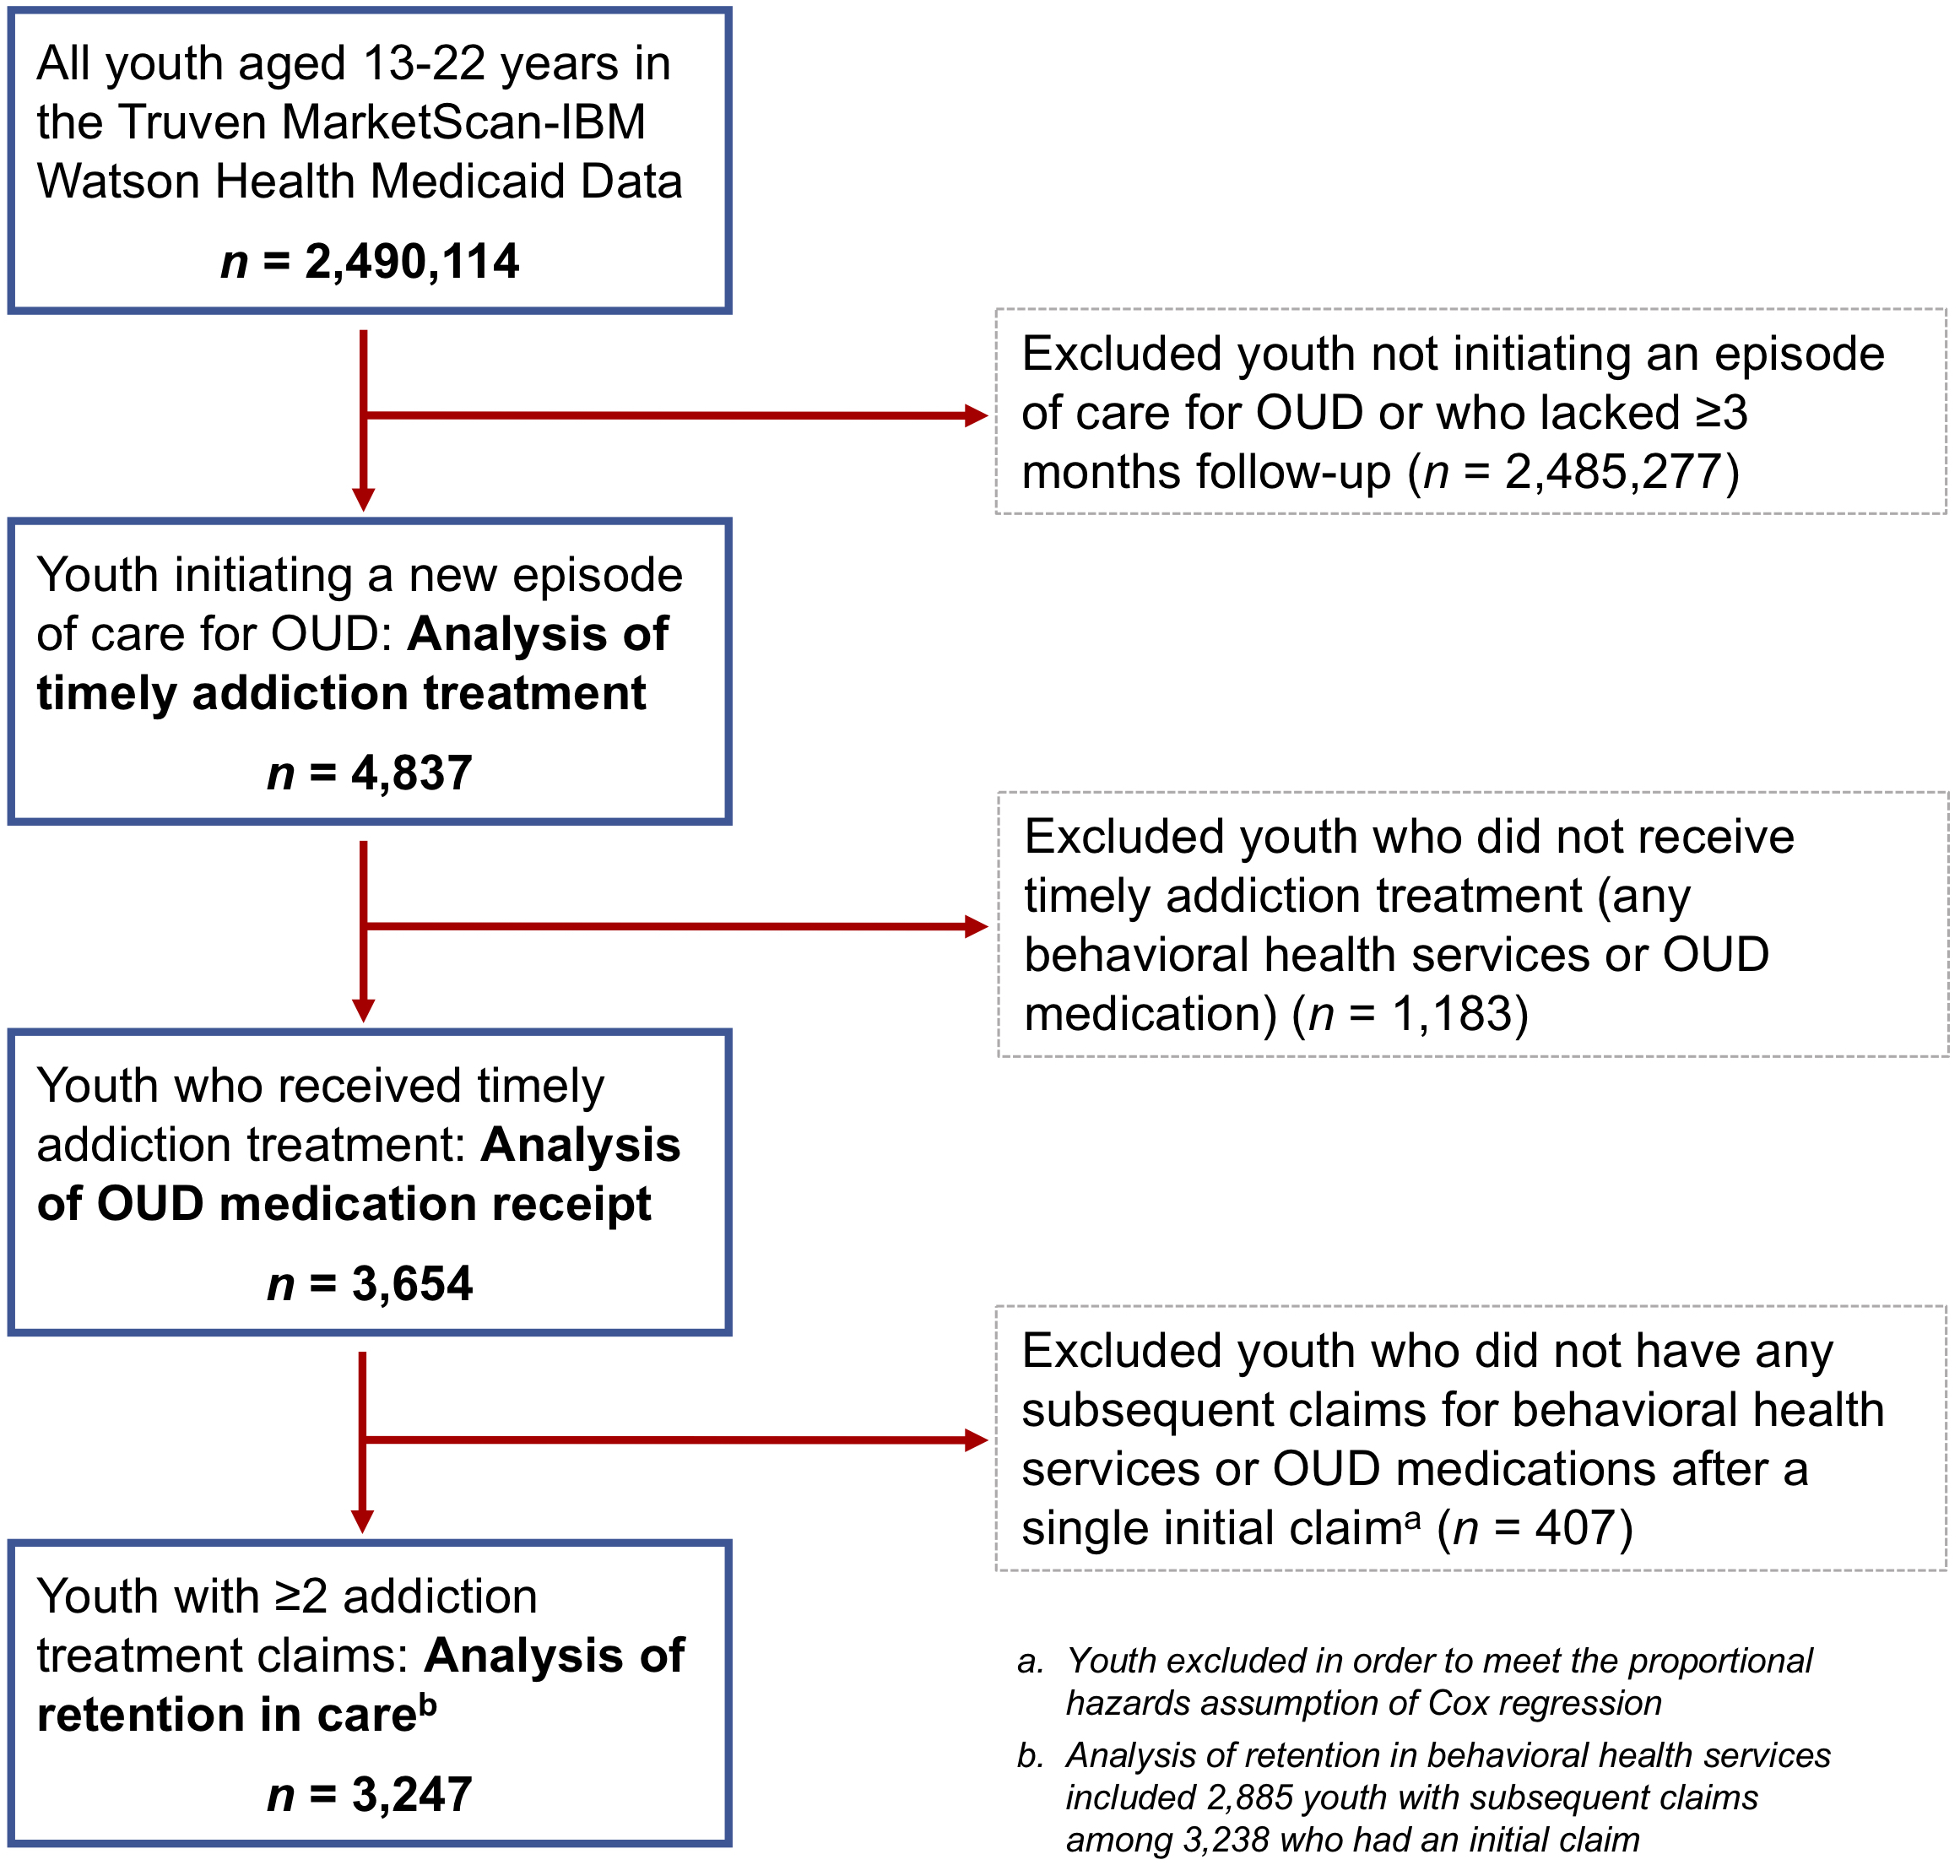 All youth aged 13-22 years in
the Truven MarketScan-IBM
Watson Health Medicaid Data
n = 2,490,114
Excluded youth not initiating an episode
of care for OUD or who lacked ≥3
months follow-up (n = 2,485,277)
Youth initiating a new episode
of care for OUD: Analysis of
timely addiction treatment
n = 4,837
Excluded youth who did not receive
timely addiction treatment (any
behavioral health services or OUD
medication) (n = 1,183)
Youth who received timely
addiction treatment: Analysis
of OUD medication receipt
n = 3,654
Excluded youth who did not have any
subsequent claims for behavioral health
services or OUD medications after a
single initial claimᵃ (n = 407)
Youth with ≥2 addiction
treatment claims: Analysis of
retention in careᵇ
n = 3,247
a. Youth excluded in order to meet the proportional
hazards assumption of Cox regression
b. Analysis of retention in behavioral health services
included 2,885 youth with subsequent claims
among 3,238 who had an initial claim